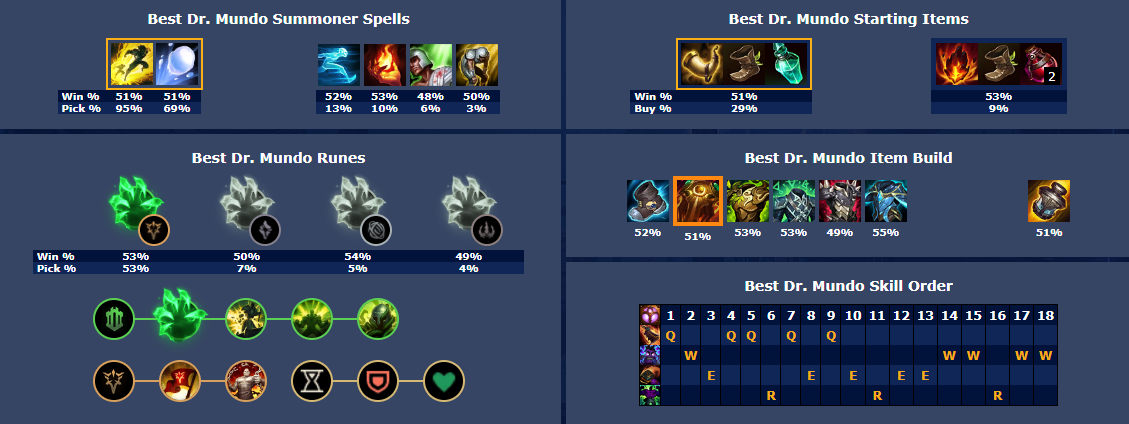 Best Dr. Mundo Summoner Spells
Win % 51% 51% 52% 53% 48% 50%
Pick % 95% 69% 13% 10% 6% 3%
Best Dr. Mundo Starting Items
2
Win % 51% 53%
Buy % 29% 9%
Best Dr. Mundo Runes
Win % 53% 50% 54% 49%
Pick % 53% 7% 5% 4%
Best Dr. Mundo Item Build
52% 51% 53% 53% 49% 55% 51%
Best Dr. Mundo Skill Order
1 2 3 4 5 6 7 8 9 10 11 12 13 14 15 16 17 18
Q Q Q Q Q
W W W W W
E E E E E
R R R